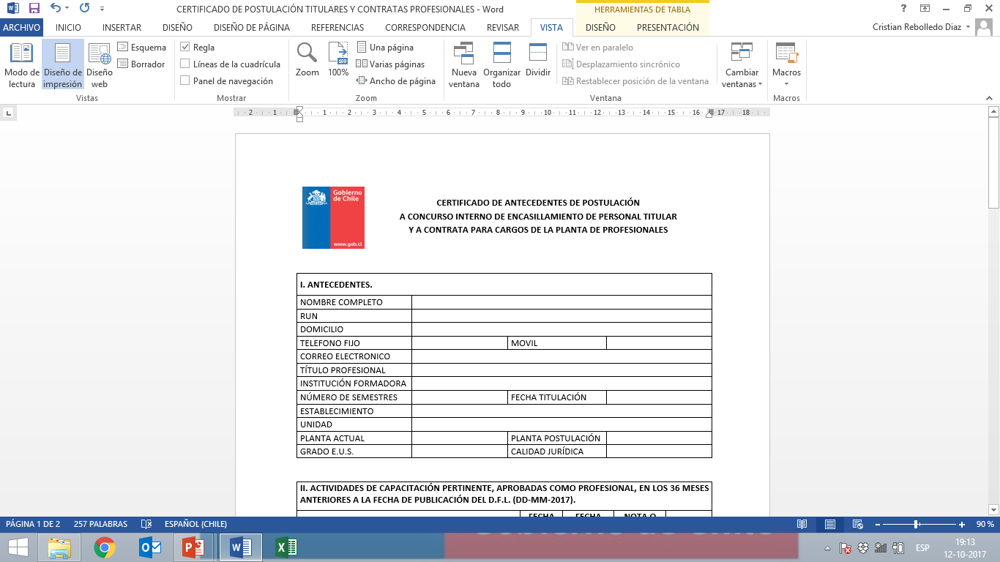 CERTIFICADO DE POSTULACIÓN TITULARES Y CONTRATAS PROFESIONALES - Word
HERRAMIENTAS DE TABLA
?
ARCHIVO INICIO INSERTAR DISEÑO DISEÑO DE PÁGINA REFERENCIAS CORRESPONDENCIA REVISAR VISTA DISEÑO PRESENTACIÓN Cristian Rebolledo Diaz
Modo de lectura
Diseño de impresión
Diseño web
Esquema
Borrador
Vistas
Regla
Líneas de la cuadrícula
Panel de navegación
Mostrar
Zoom
100
100%
Una página
Varias páginas
Ancho de página
Zoom
Nueva ventana
Organizar todo
Dividir
Ver en paralelo
Desplazamiento sincrónico
Restablecer posición de la ventana
Ventana
Cambiar ventanas
Macros
Macros
2 1 1 2 3 4 5 6 7 8 9 10 11 12 13 14 15 16 17 18
Gobierno
de Chile
www.gob.cl
CERTIFICADO DE ANTECEDENTES DE POSTULACIÓN
A CONCURSO INTERNO DE ENCASILLAMIENTO DE PERSONAL TITULAR
Y A CONTRATA PARA CARGOS DE LA PLANTA DE PROFESIONALES
I. ANTECEDENTES.
NOMBRE COMPLETO
RUN
DOMICILIO
TELEFONO FIJO MOVIL
CORREO ELECTRONICO
TÍTULO PROFESIONAL
INSTITUCIÓN FORMADORA
NÚMERO DE SEMESTRES FECHA TITULACIÓN
ESTABLECIMIENTO
UNIDAD
PLANTA ACTUAL PLANTA POSTULACIÓN
GRADO E.U.S. CALIDAD JURÍDICA
II. ACTIVIDADES DE CAPACITACIÓN PERTINENTE, APROBADAS COMO PROFESIONAL, EN LOS 36 MESES
ANTERIORES A LA FECHA DE PUBLICACIÓN DEL D.F.L. (DD-MM-2017).
FECHA FECHA NOTA O
PÁGINA 1 DE 2 257 PALABRAS ESPAÑOL (CHILE) 90 %
Gobierno de Chile
ESP
19:13
12-10-2017